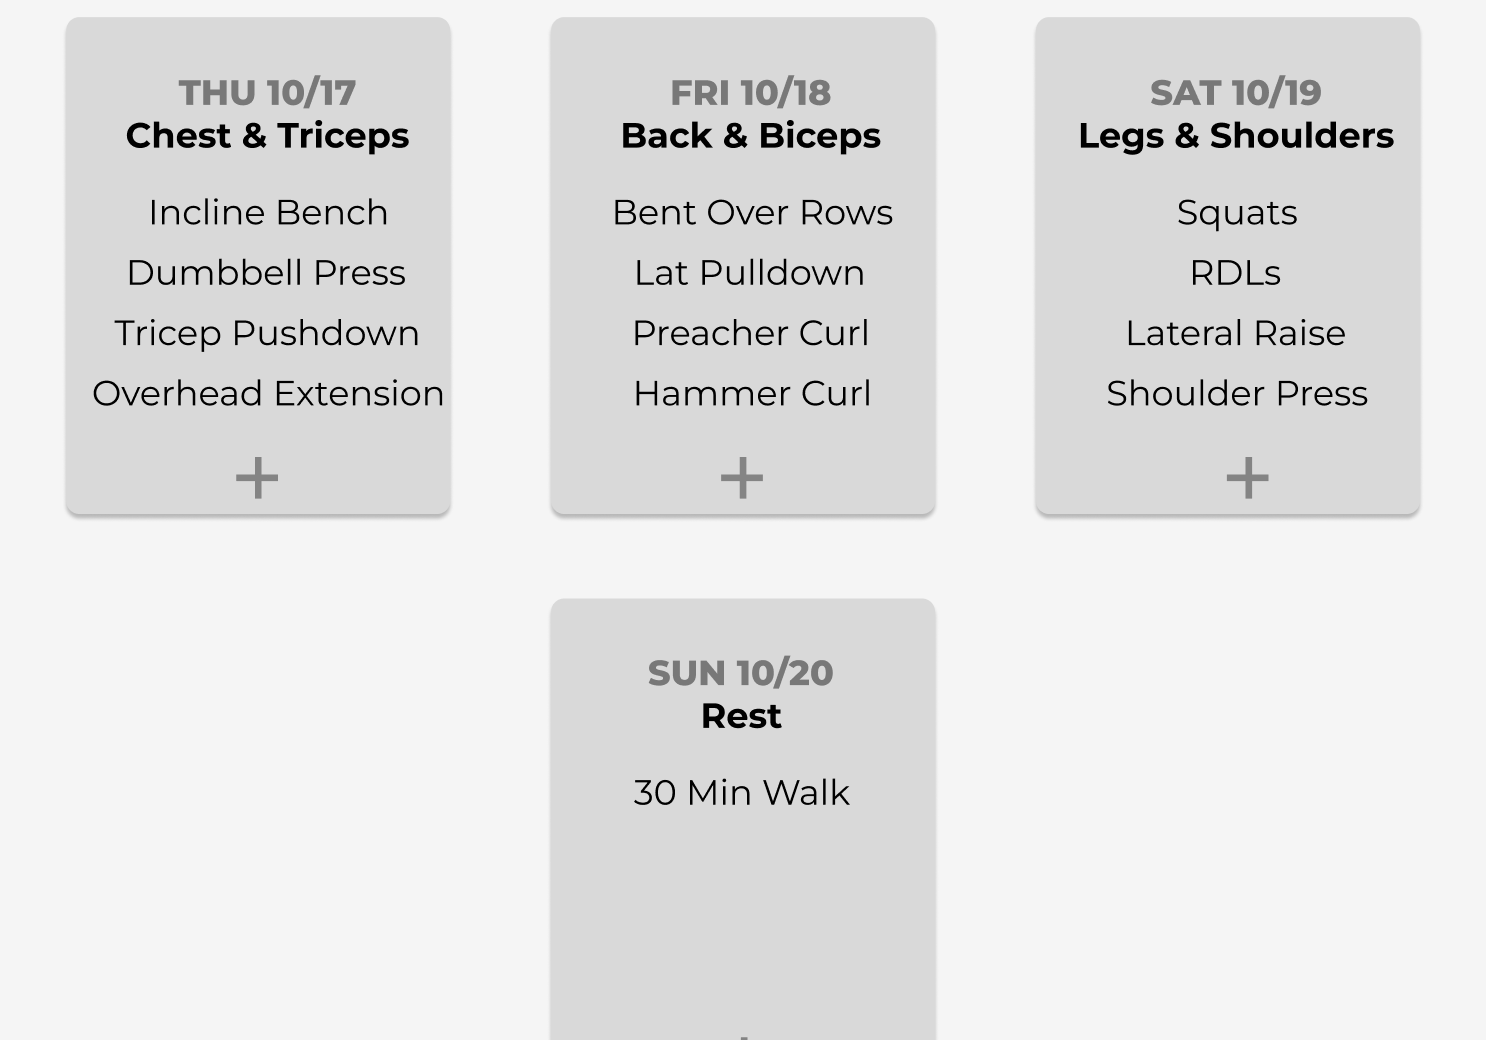 THU 10/17
Chest & Triceps
Incline Bench
Dumbbell Press
Tricep Pushdown
Overhead Extension
+
FRI 10/18
Back & Biceps
Bent Over Rows
Lat Pulldown
Preacher Curl
Hammer Curl
+
SAT 10/19
Legs & Shoulders
Squats
RDLs
Lateral Raise
Shoulder Press
+
SUN 10/20
Rest
30 Min Walk